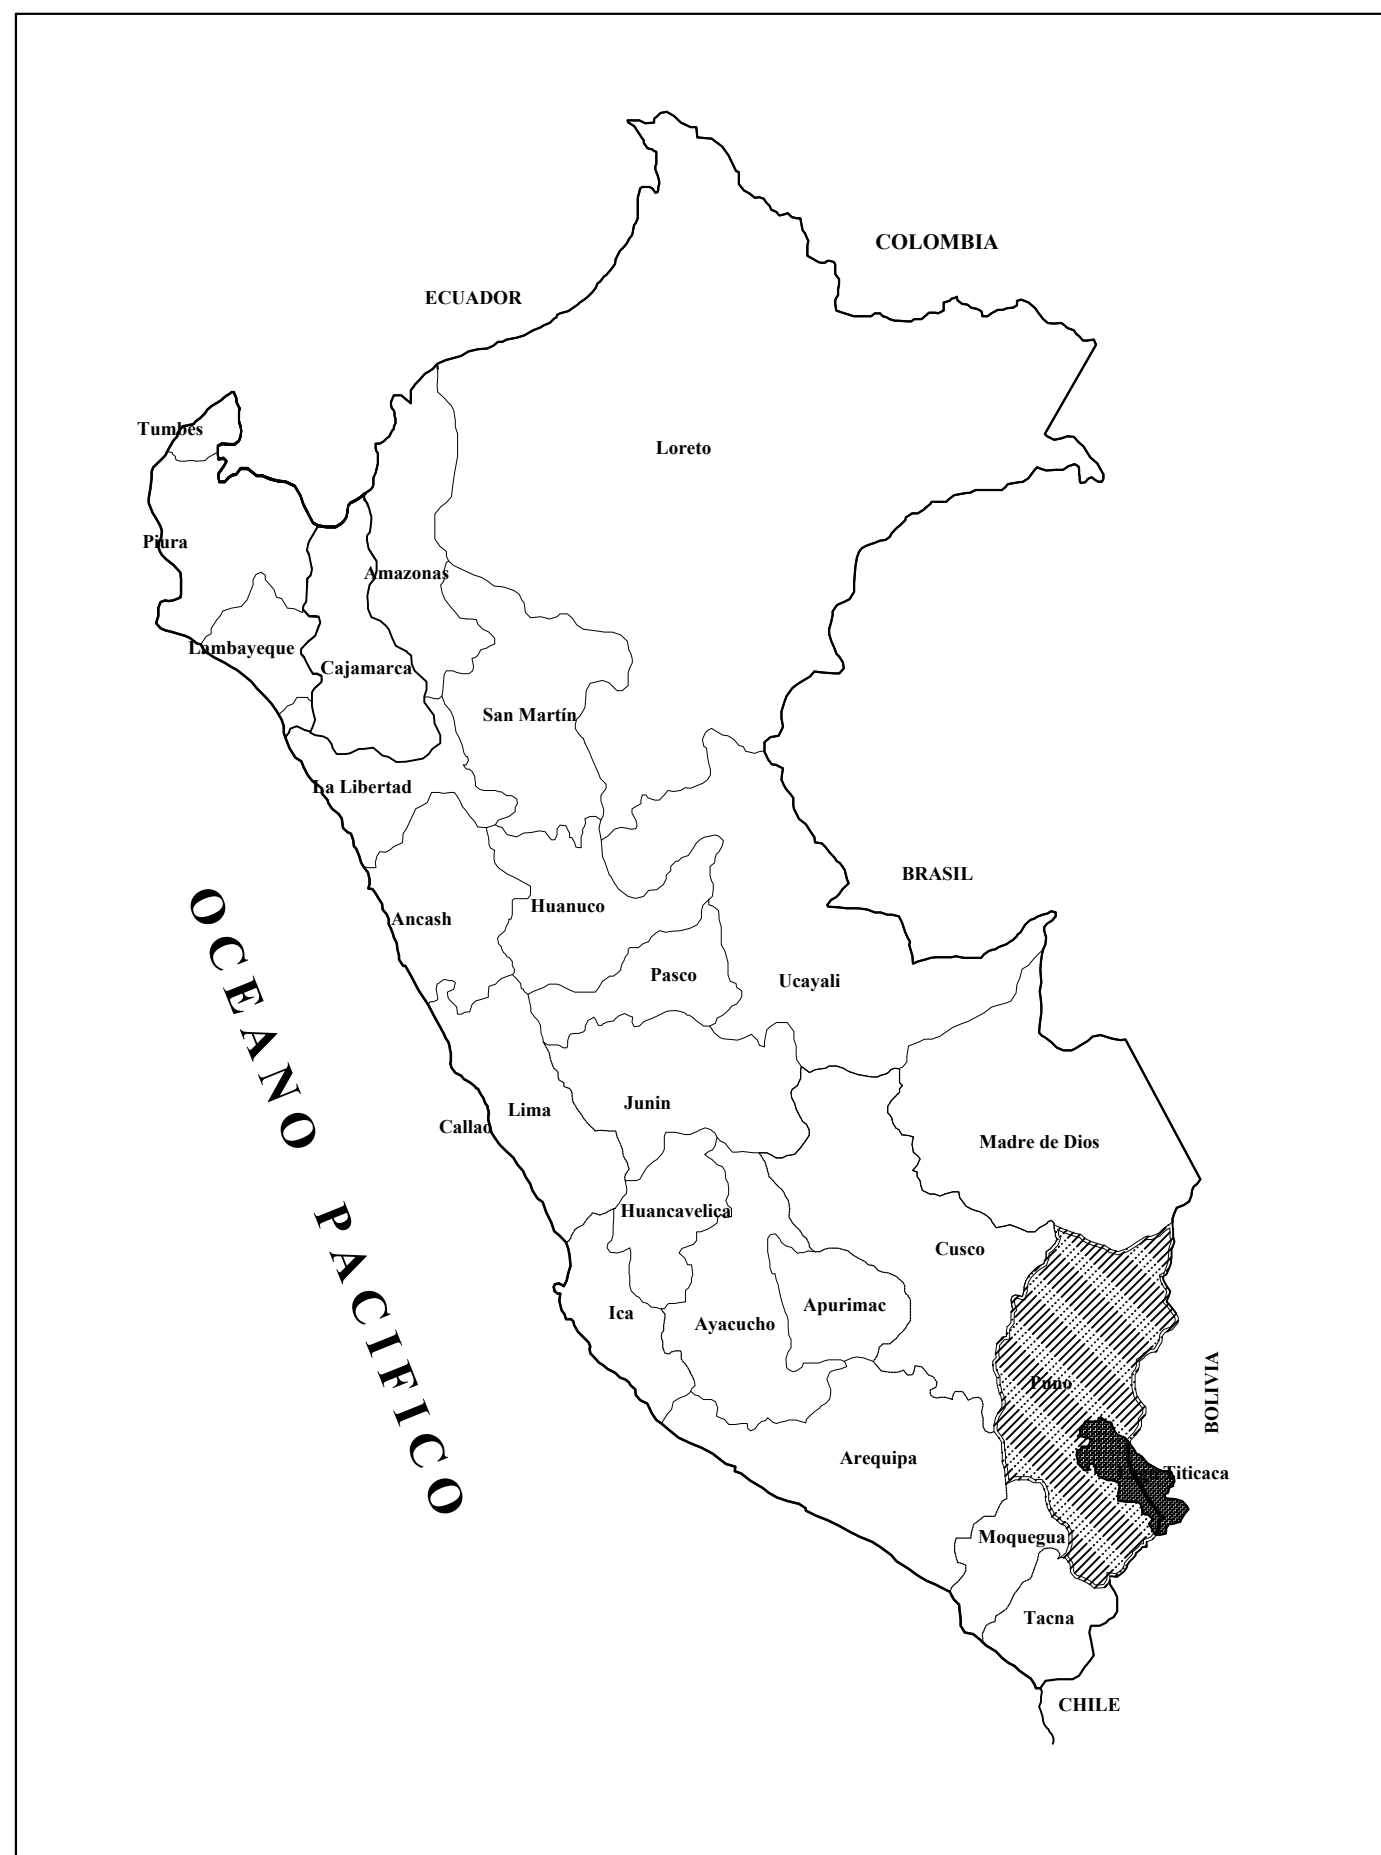 COLOMBIA
ECUADOR
Tumbes
Loreto
Piura
Amazonas
Lambayeque
Cajamarca
San Martín
La Libertad
BRASIL
Huanuco
Ancash
Pasco
Ucayali
OCEANO PACIFICO
Junin
Lima
Callao
Madre de Dios
Huancavelica
Cusco
Apurimac
Ica
Ayacucho
Puno
BOLIVIA
Arequipa
Titicaca
Moquegua
Tacna
CHILE